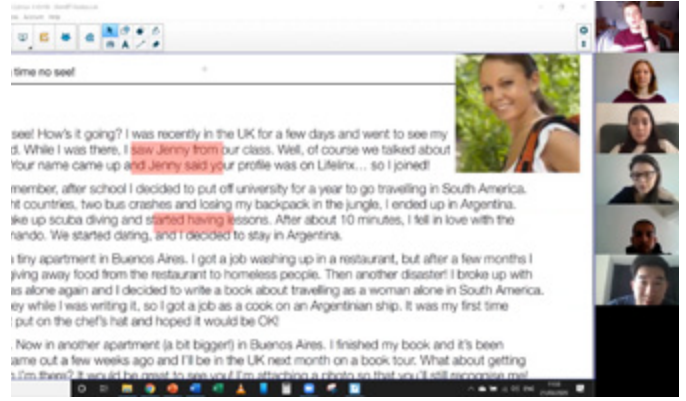 time no see!
see! How's it going? I was recently in the UK for a few days and went to see my
d. While I was there, I saw Jenny from our class. Well, of course we talked about
Your name came up and Jenny said your profile was on Lifelinx... so I joined!
member, after school I decided to put off university for a year to go travelling in South America.
ht countries, two bus crashes and losing my backpack in the jungle, I ended up in Argentina.
ake up scuba diving and started having lessons. After about 10 minutes, I fell in love with the
nando. We started dating, and I decided to stay in Argentina.
a tiny apartment in Buenos Aires. I got a job washing up in a restaurant, but after a few months I
giving away food from the restaurant to homeless people. Then another disaster! I broke up with
as alone again and I decided to write a book about travelling as a woman alone in South America.
ey while I was writing it, so I got a job as a cook on an Argentinian ship. It was my first time
I put on the chef's hat and hoped it would be OK!
. Now in another apartment (a bit bigger!) in Buenos Aires. I finished my book and it's been
ame out a few weeks ago and I'll be in the UK next month on a book tour. What about getting
I'm there? It would be great to see you! I'm attaching a photo so that you'll still recognise me!